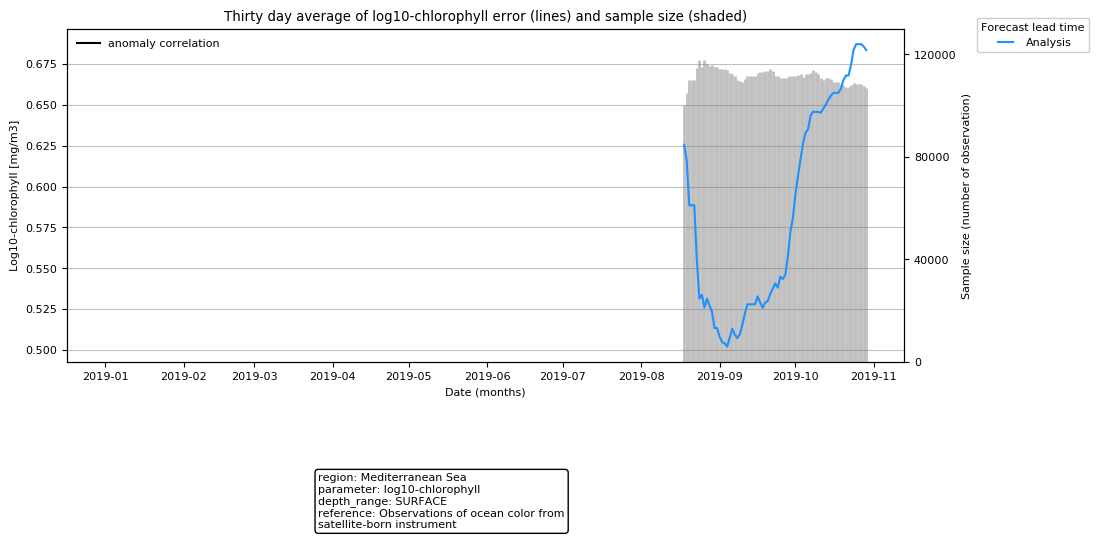 Thirty day average of log10-chlorophyll error (lines) and sample size (shaded)
anomaly correlation
Forecast lead time
Analysis
Log10-chlorophyll [mg/m3]
0.675
0.650
0.625
0.600
0.575
0.550
0.525
0.500
120000
80000
40000
0
Sample size (number of observation)
2019-01
2019-02
2019-03
2019-04
2019-05
2019-06
2019-07
2019-08
2019-09
2019-10
2019-11
Date (months)
region: Mediterranean Sea
parameter: log10-chlorophyll
depth_range: SURFACE
reference: Observations of ocean color from
satellite-born instrument